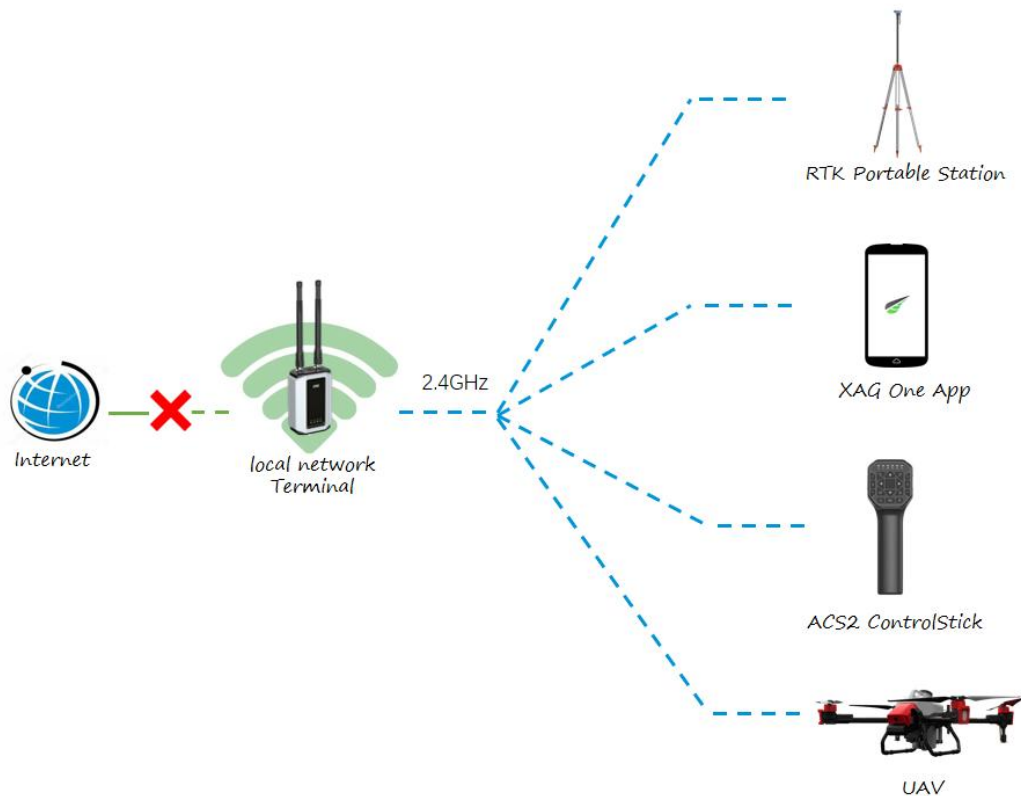 RTK Portable Station
XAG One App
2.4GHz
Internet
local network
Terminal
ACS2 ControlStick
UAV